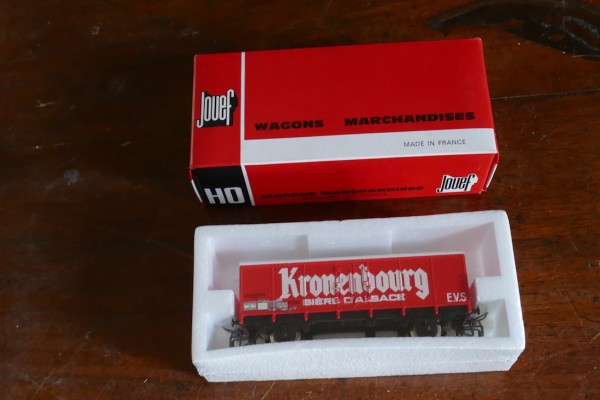 Jouef
WAGONS MARCHANDISES
MADE IN FRANCE
HO
WAGONS MARCHANDISES
Jouef
Kronenbourg
BIÈRE D'ALSACE
E.V.S